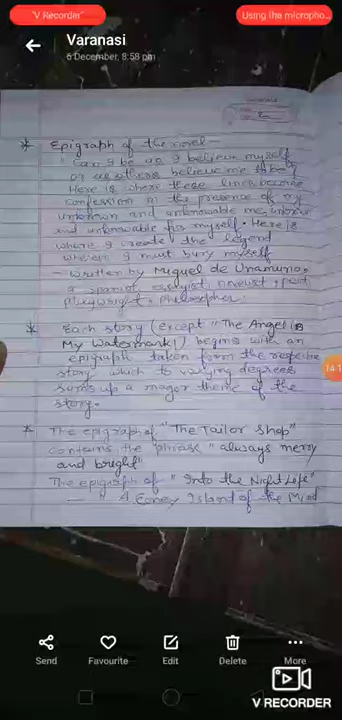 "V Recorder"
Using the micropho...
Varanasi
6 December, 8:58 pm
* Epigraph of the novel—
" Can I be as I believe myself
or as others believe me to be?
Here is where these lines become
confession in the presence of my
unknown and unknowable me, unknown
and unknowable for myself. Here is
where I create the legend
wherein I must bury myself
– written by Miguel de Unamuno,
a Spanish essayist, novelist, poet
playwright, philosopher.
* Each story (except "The Angel is
My Watermark!) begins with an
epigraph taken form the respective
story which to varying degrees
sums up a major theme of the
story.
* The epigraph of "The Tailor Shop"
contains the phrase "always merry
and bright"
The epigraph of " Into the Night Life"
— A Coney Island of the Mind
14:1
Send
Favourite
Edit
Delete
More
V RECORDER